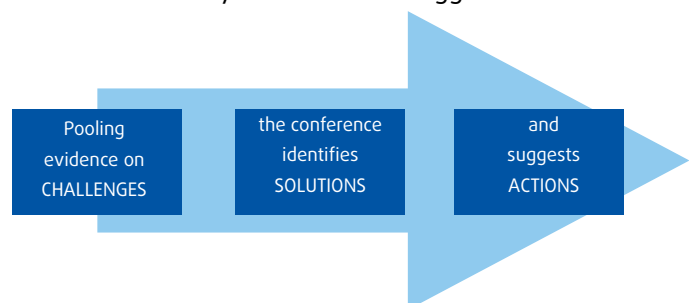 Pooling
evidence on
CHALLENGES
the conference
identifies
SOLUTIONS
and
suggests
ACTIONS